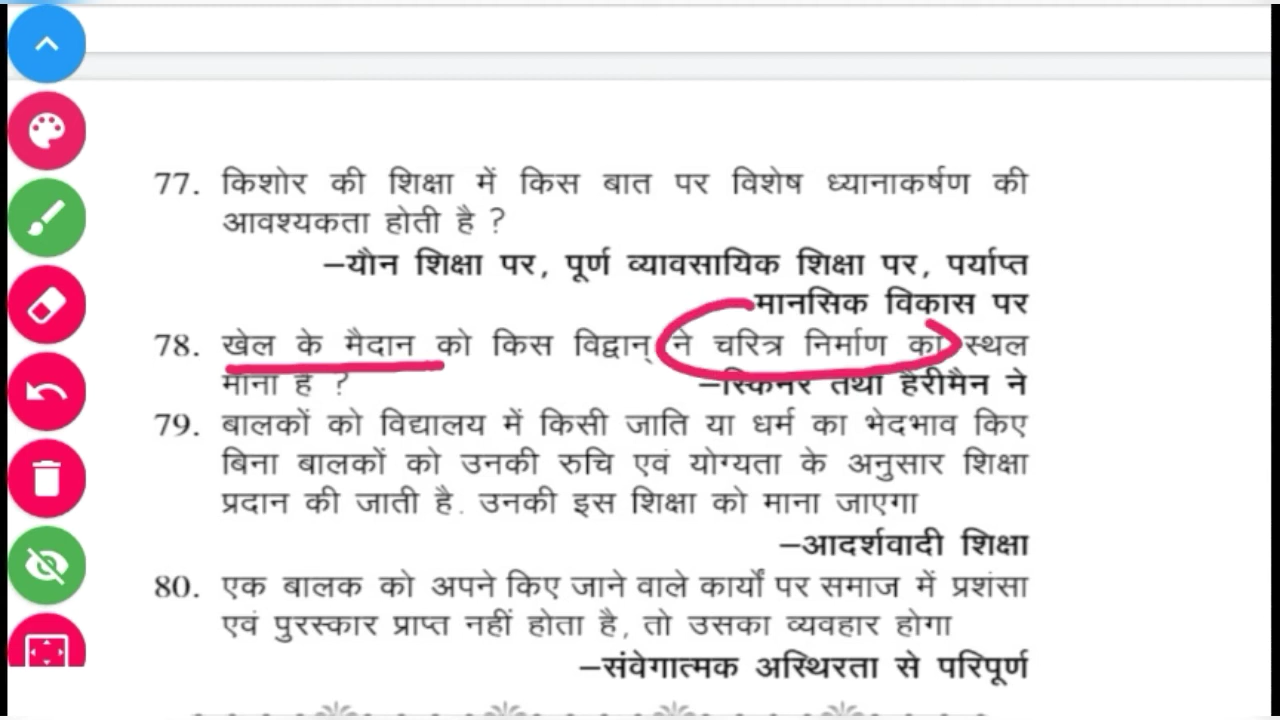 77. किशोर की शिक्षा में किस बात पर विशेष ध्यानाकर्षण की
आवश्यकता होती है ?
–यौन शिक्षा पर, पूर्ण व्यावसायिक शिक्षा पर, पर्याप्त
मानसिक विकास पर
78. खेल के मैदान को किस विद्वान् ने चरित्र निर्माण का स्थल
माना है ? –स्किनर तथा हैरीमैन ने
79. बालकों को विद्यालय में किसी जाति या धर्म का भेदभाव किए
बिना बालकों को उनकी रुचि एवं योग्यता के अनुसार शिक्षा
प्रदान की जाती है. उनकी इस शिक्षा को माना जाएगा
–आदर्शवादी शिक्षा
80. एक बालक को अपने किए जाने वाले कार्यों पर समाज में प्रशंसा
एवं पुरस्कार प्राप्त नहीं होता है, तो उसका व्यवहार होगा
–संवेगात्मक अस्थिरता से परिपूर्ण